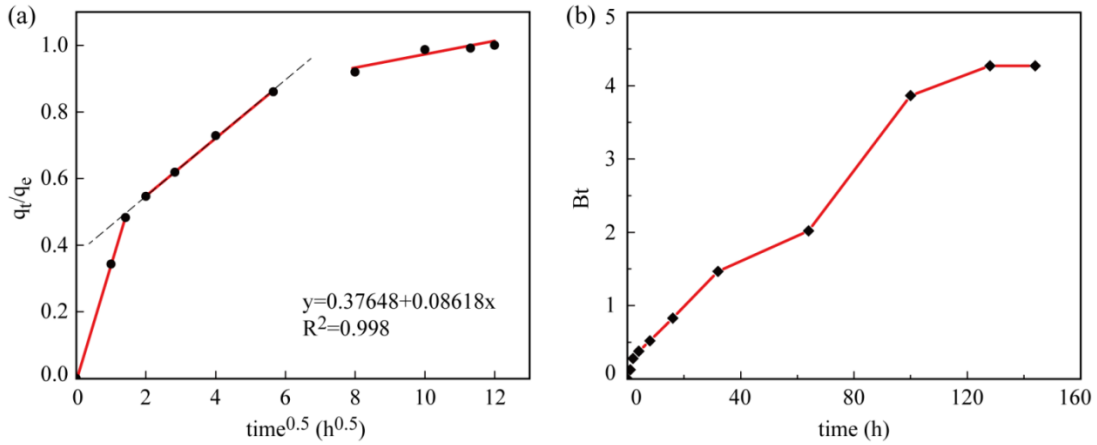 (a)
1.0
0.8
0.6
0.4
0.2
0.0
qt/qe
0 2 4 6 8 10 12
time0.5 (h0.5)
y=0.37648+0.08618x
R2=0.998
(b)
5
4
3
2
1
0
Bt
0 40 80 120 160
time (h)